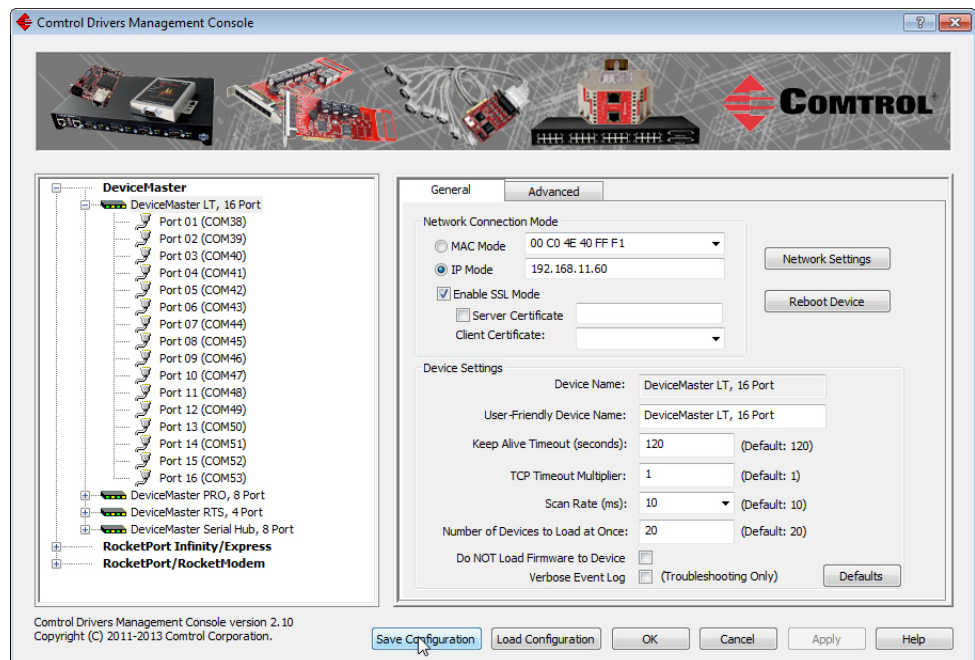 Comtrol Drivers Management Console
COMTROL
DeviceMaster
DeviceMaster LT, 16 Port
Port 01 (COM38)
Port 02 (COM39)
Port 03 (COM40)
Port 04 (COM41)
Port 05 (COM42)
Port 06 (COM43)
Port 07 (COM44)
Port 08 (COM45)
Port 09 (COM46)
Port 10 (COM47)
Port 11 (COM48)
Port 12 (COM49)
Port 13 (COM50)
Port 14 (COM51)
Port 15 (COM52)
Port 16 (COM53)
DeviceMaster PRO, 8 Port
DeviceMaster RTS, 4 Port
DeviceMaster Serial Hub, 8 Port
RocketPort Infinity/Express
RocketPort/RocketModem
General Advanced
Network Connection Mode
MAC Mode 00 C0 4E 40 FF F1
IP Mode 192.168.11.60
Enable SSL Mode
Server Certificate
Client Certificate:
Network Settings
Reboot Device
Device Settings
Device Name: DeviceMaster LT, 16 Port
User-Friendly Device Name: DeviceMaster LT, 16 Port
Keep Alive Timeout (seconds): 120 (Default: 120)
TCP Timeout Multiplier: 1 (Default: 1)
Scan Rate (ms): 10 (Default: 10)
Number of Devices to Load at Once: 20 (Default: 20)
Do NOT Load Firmware to Device
Verbose Event Log (Troubleshooting Only) Defaults
Comtrol Drivers Management Console version 2.10
Copyright (C) 2011-2013 Comtrol Corporation.
Save Configuration Load Configuration OK Cancel Apply Help